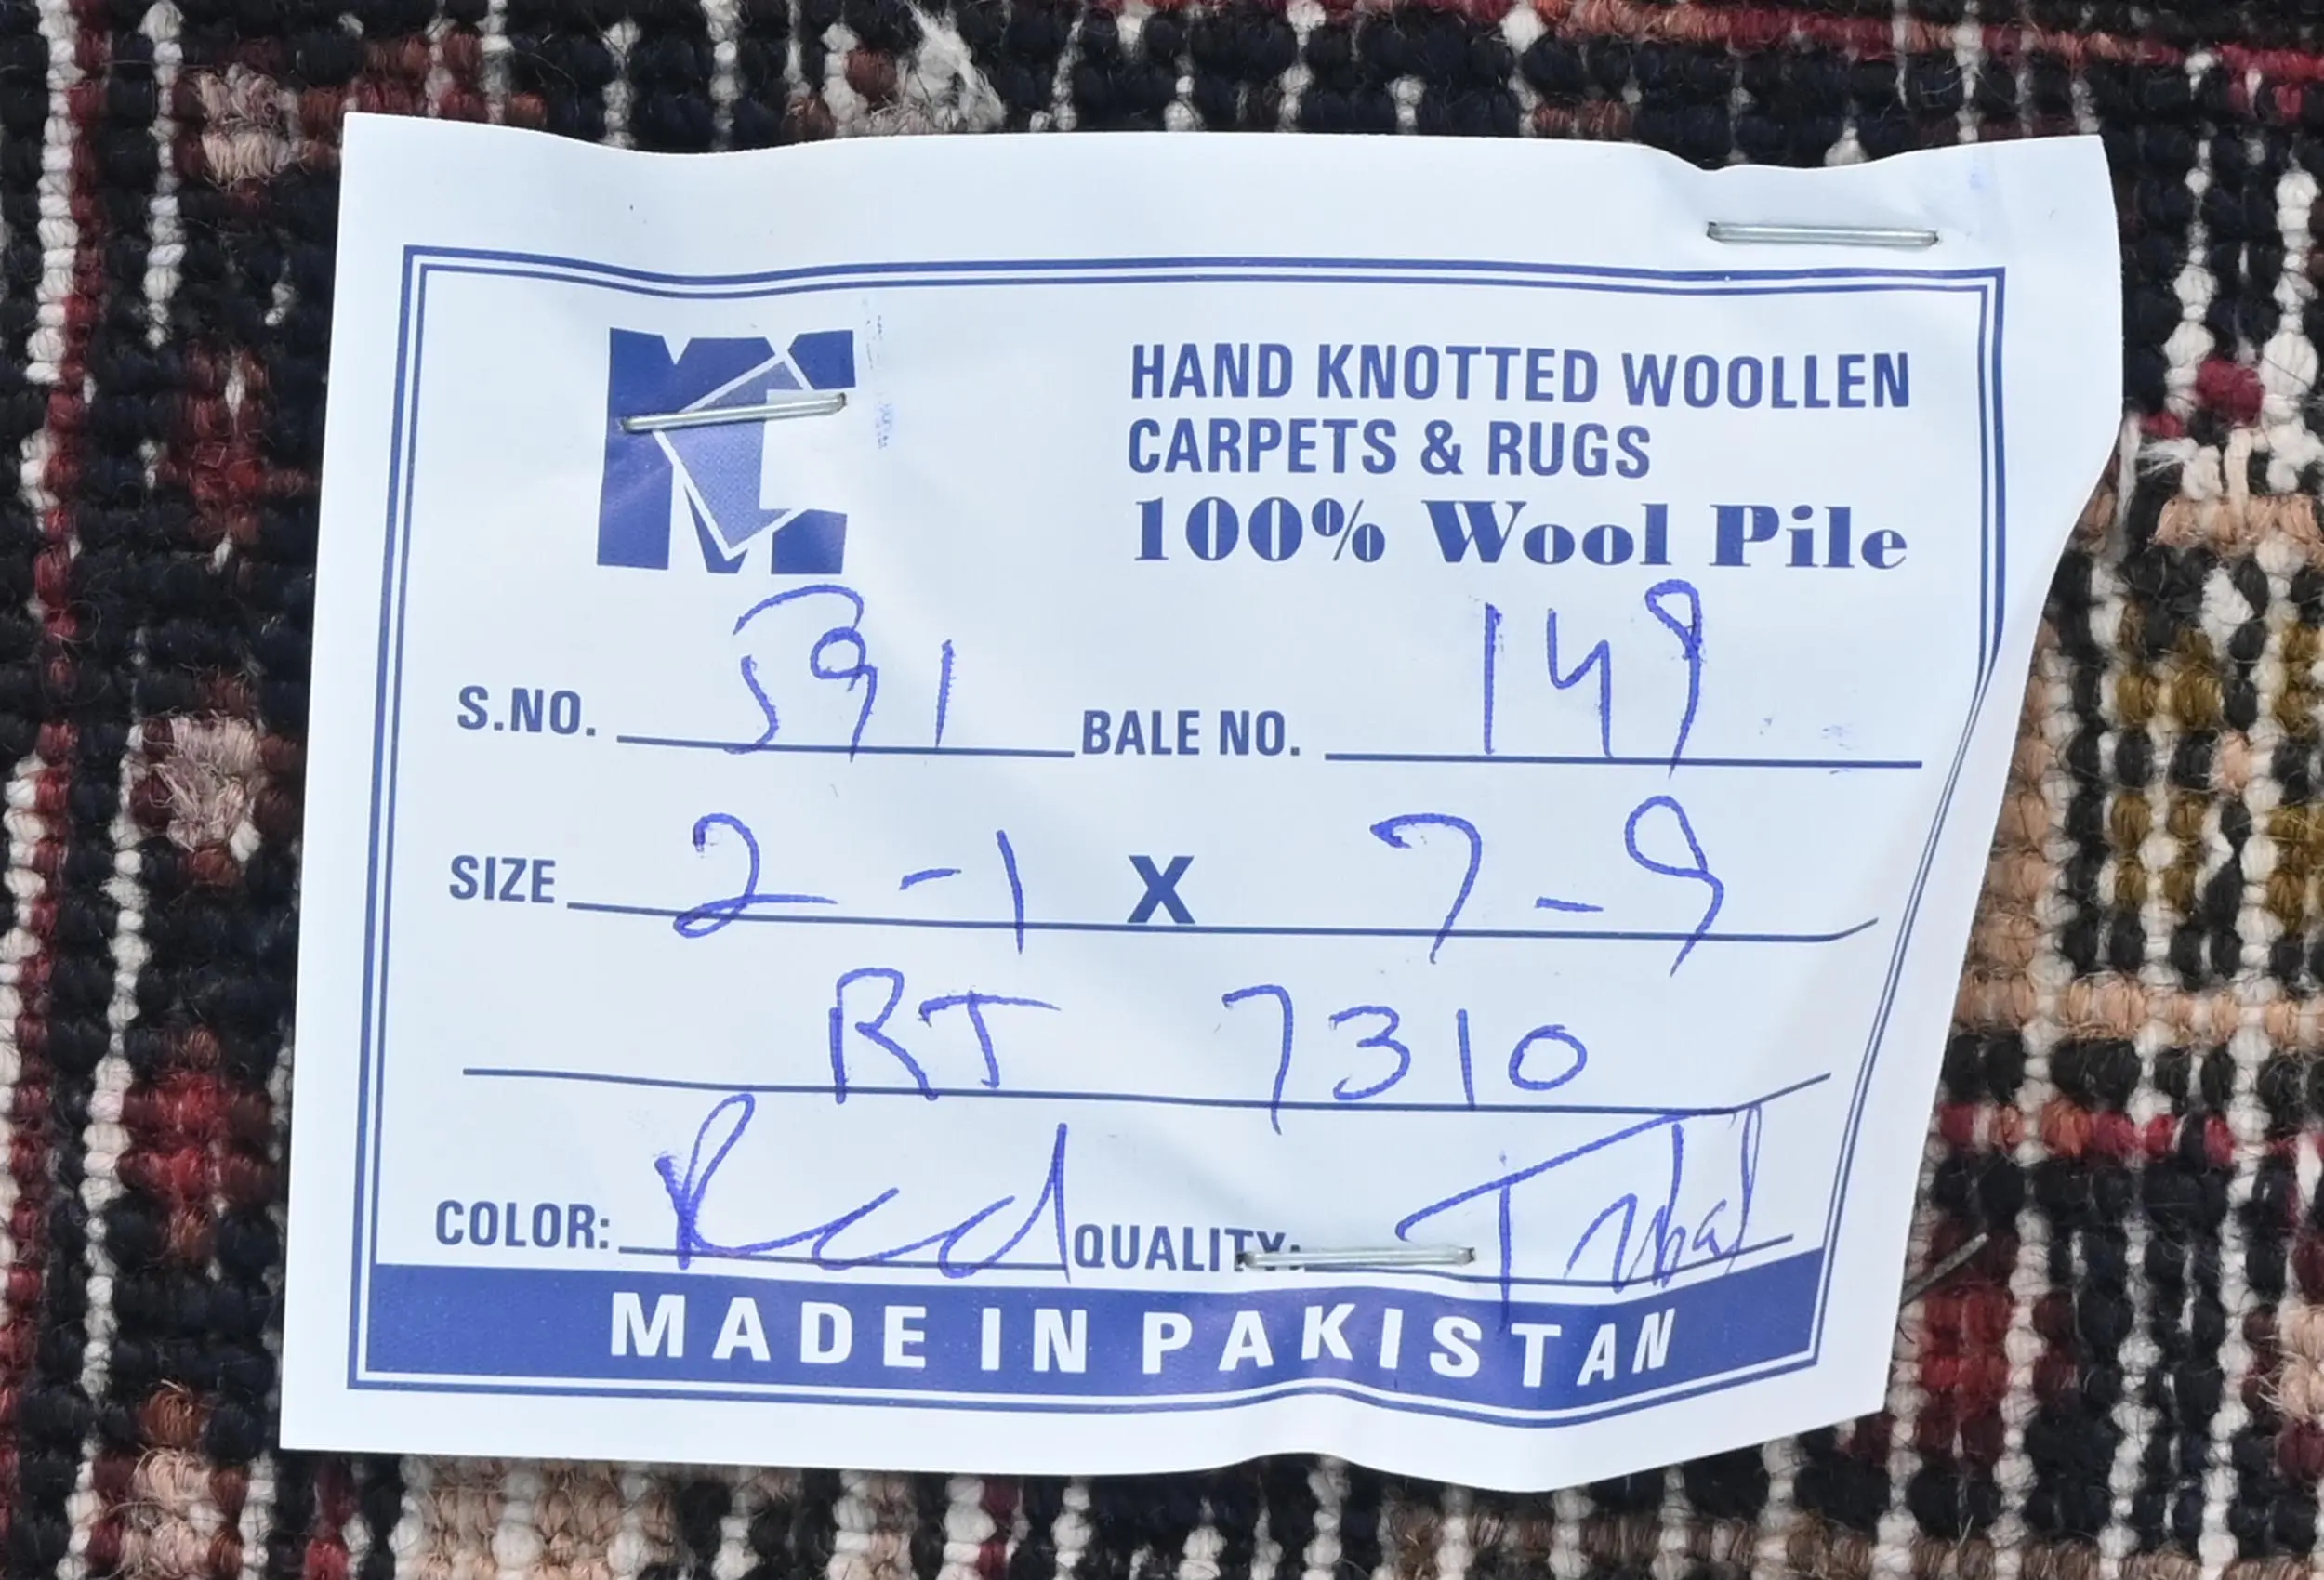 HAND KNOTTED WOOLLEN
CARPETS & RUGS
100% Wool Pile
S.NO. 591 BALE NO. 149
SIZE 2-1 X 7-9
RT 7310
COLOR: Red QUALITY: Tribal
MADE IN PAKISTAN